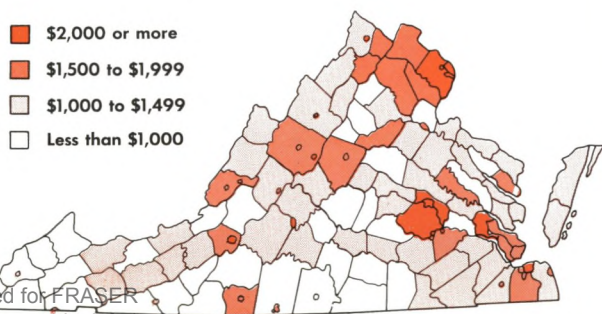 $2,000 or more
$1,500 to $1,999
$1,000 to $1,499
Less than $1,000
d for FRASER